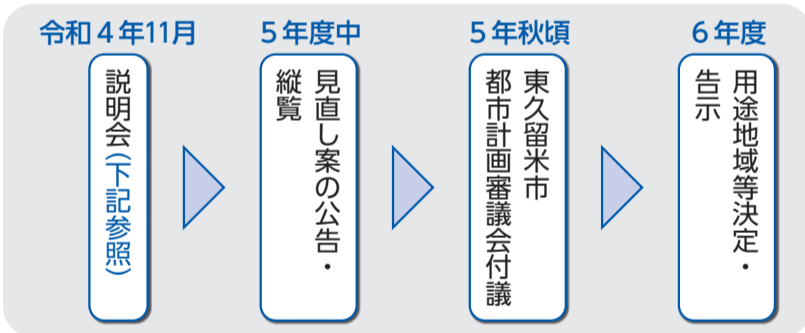 令和4年11月
説明会(下記参照)
5年度中
見直し案の公告・
縦覧
5年秋頃
東久留米市
都市計画審議会付議
6年度
用途地域等決定・
告示